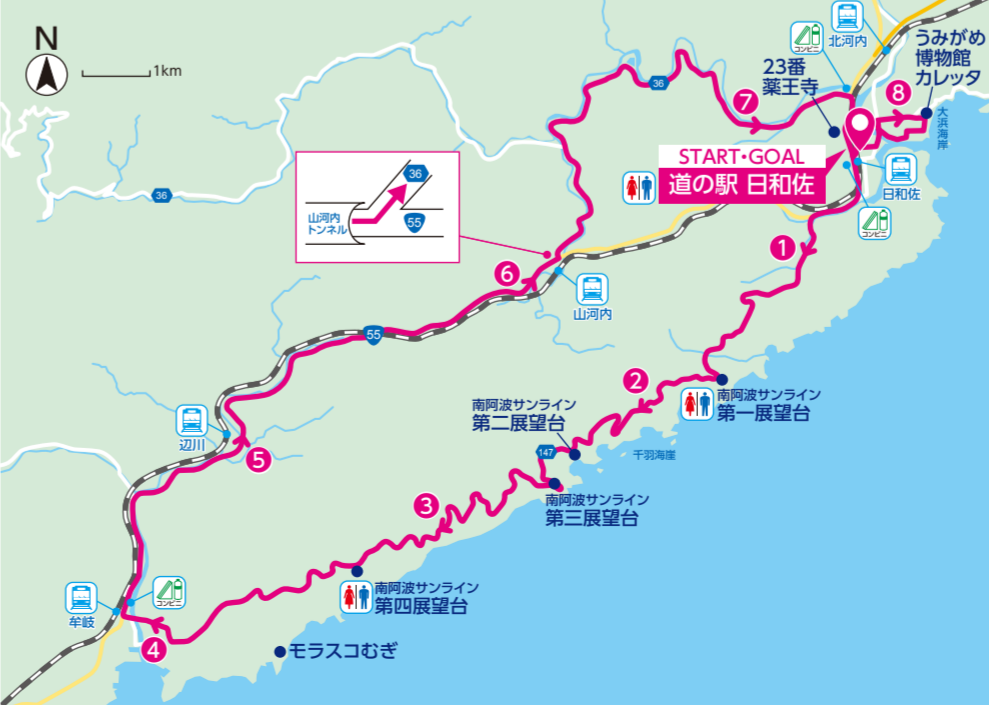 N
1km
北河内
コンビニ
うみがめ
博物館
カレッタ
23番
薬王寺
36
7
8
大浜海岸
START・GOAL
道の駅 日和佐
日和佐
コンビニ
36
36
山河内
トンネル
55
1
6
山河内
55
2
南阿波サンライン
第一展望台
南阿波サンライン
第二展望台
辺川
147
千羽海崖
5
南阿波サンライン
第三展望台
3
南阿波サンライン
第四展望台
コンビニ
牟岐
4
モラスコむぎ